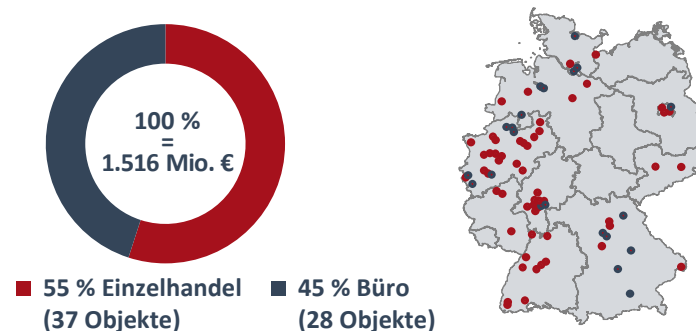 100 %
=
1.516 Mio. €
55 % Einzelhandel
(37 Objekte)
45 % Büro
(28 Objekte)